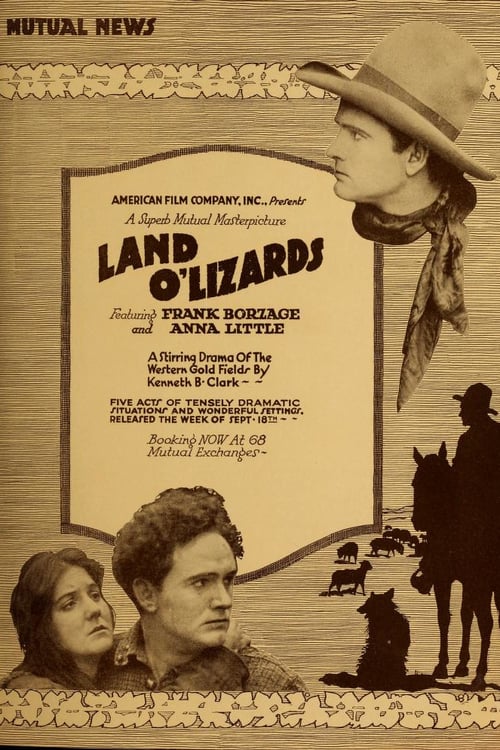 MUTUAL NEWS
AMERICAN FILM COMPANY, INC., Presents
A Superb Mutual Masterpicture
LAND
O'LIZARDS
Featuring FRANK BORZAGE
and ANNA LITTLE
A Stirring Drama Of The
Western Gold Fields By
Kenneth B. Clark ~ ~
FIVE ACTS OF TENSELY DRAMATIC
SITUATIONS AND WONDERFUL SETTINGS.
RELEASED THE WEEK OF SEPT. 18TH ~ ~
Booking NOW At 68
Mutual Exchanges ~